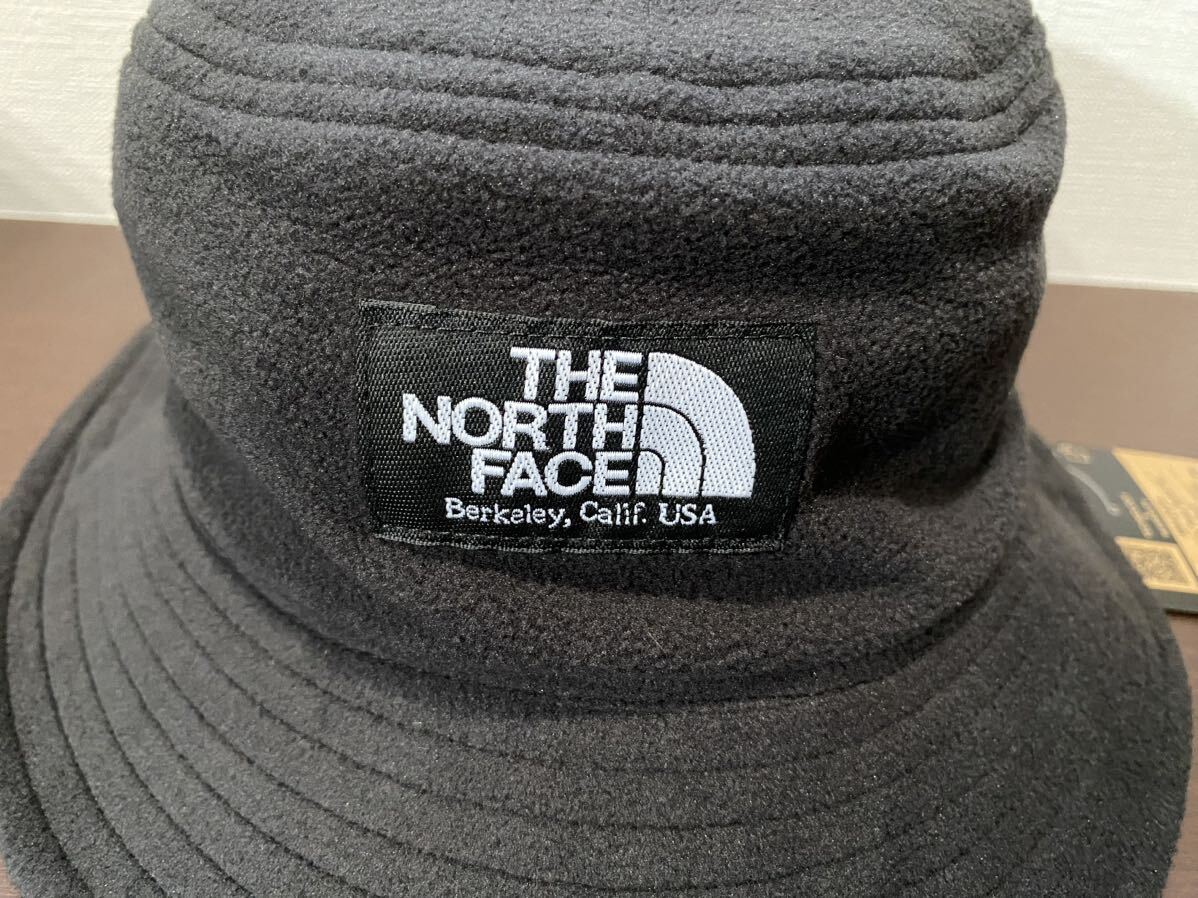 THE
NORTH
FACE
Berkeley, Calif. USA